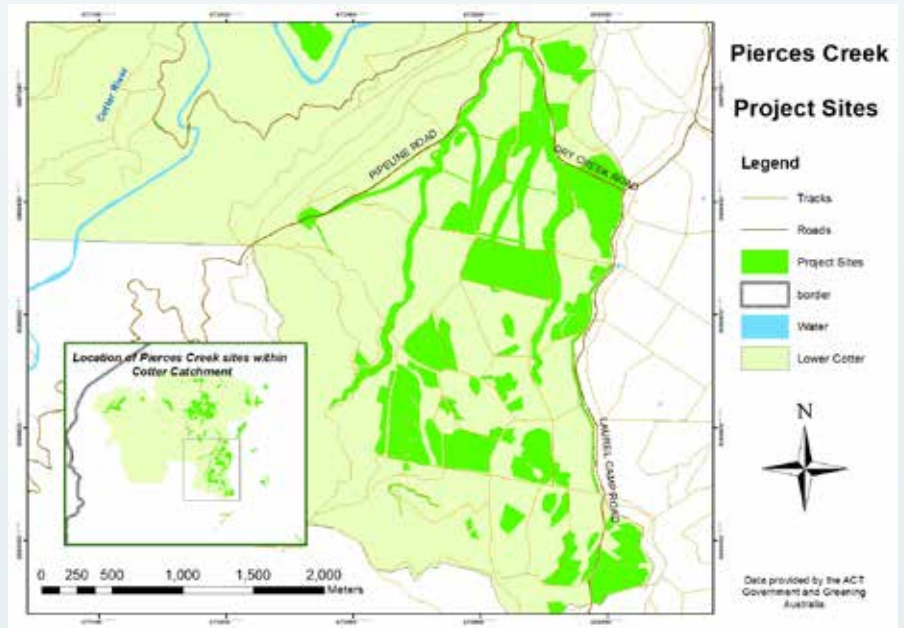 Pierces Creek
Project Sites
Legend
Tracks
Roads
Project Sites
border
Water
Lower Cotter
N
Data provided by the ACT
Government and Greening
Australia
Cotter River
PIPELINE ROAD
DRY CREEK ROAD
LAUREL CAMP ROAD
Location of Pierces Creek sites within
Cotter Catchment
0 250 500 1,000 1,500 2,000
Meters